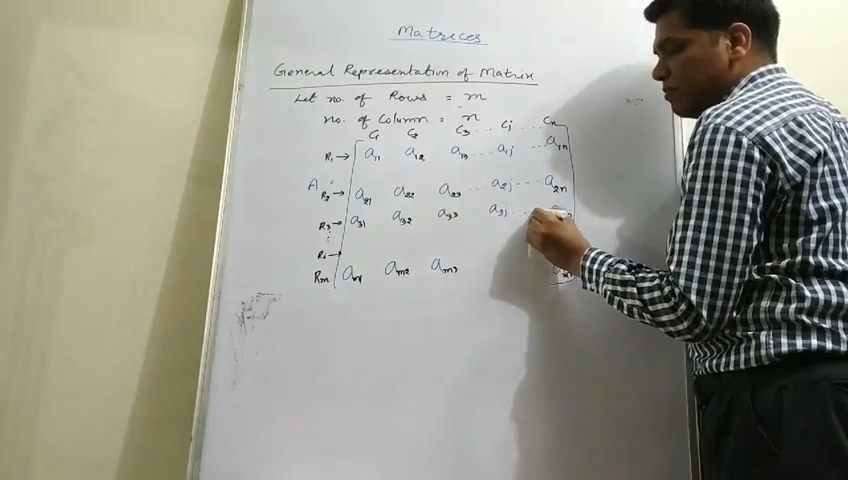 Matrices
General Representation of Matrix
Let no. of Rows = m
no. of Column = n
C1 C2 C3 ... Cj ... Cn
R1 → a11 a12 a13 ... a1j ... a1n
A =
R2 → a21 a22 a23 ... a2j ... a2n
R3 → a31 a32 a33 a3j ...
Ri →
Rm am1 am2 am3